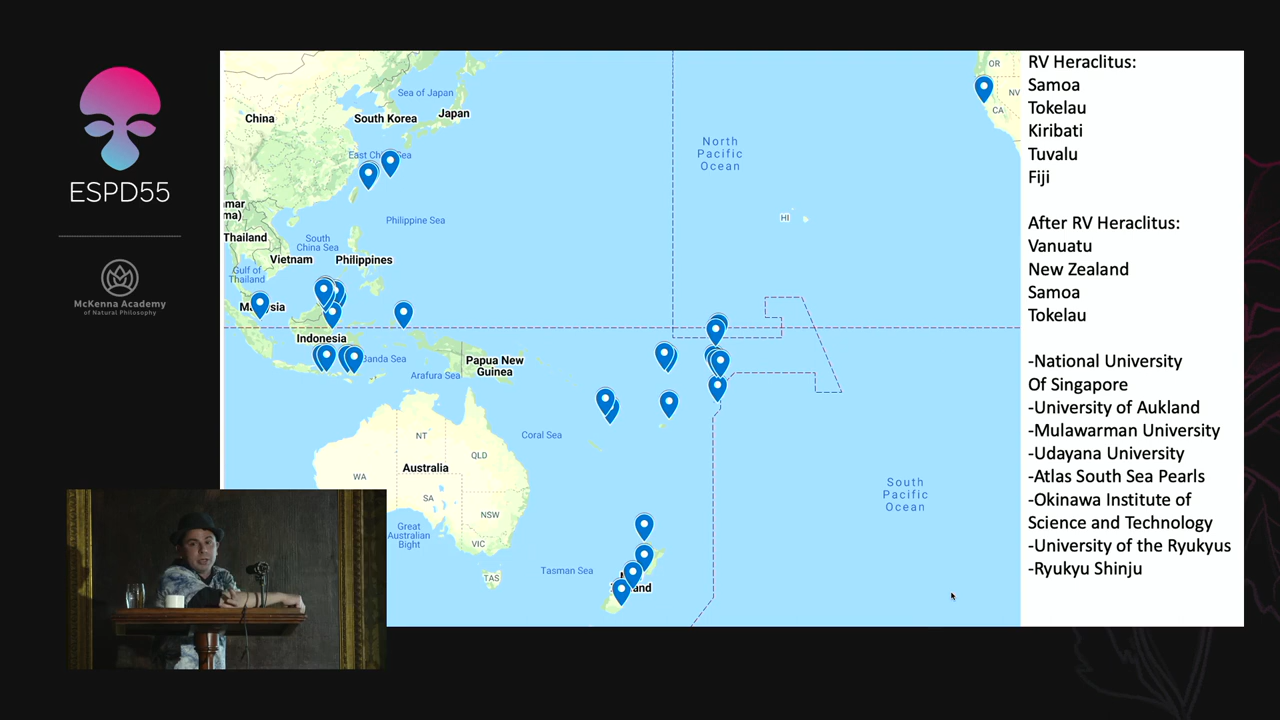 ESPD55
McKenna Academy
of Natural Philosophy
China
Sea of Japan
South Korea
Japan
East Ch Sea
mar
ma)
Thailand
Philippine Sea
South
China Sea
Vietnam
Philippines
Gulf of
Thailand
M sia
Indonesia
Banda Sea
Papua New
Guinea
Arafura Sea
Coral Sea
NT
QLD
WA
Australia
SA
NSW
VIC
Great
Australian
Bight
TAS
Tasman Sea
and
North
Pacific
Ocean
HI
South
Pacific
Ocean
OR
NV
CA
RV Heraclitus:
Samoa
Tokelau
Kiribati
Tuvalu
Fiji
After RV Heraclitus:
Vanuatu
New Zealand
Samoa
Tokelau
-National University
Of Singapore
-University of Aukland
-Mulawarman University
-Udayana University
-Atlas South Sea Pearls
-Okinawa Institute of
Science and Technology
-University of the Ryukyus
-Ryukyu Shinju